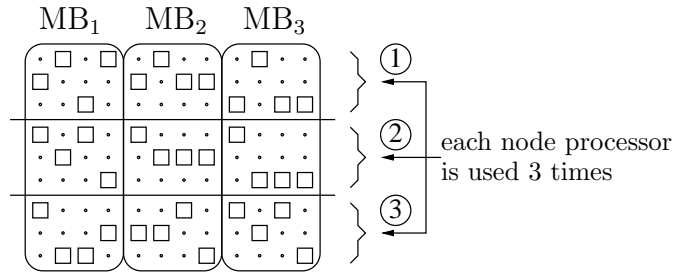 MB₁ MB₂ MB₃
①
②
each node processor
is used 3 times
③